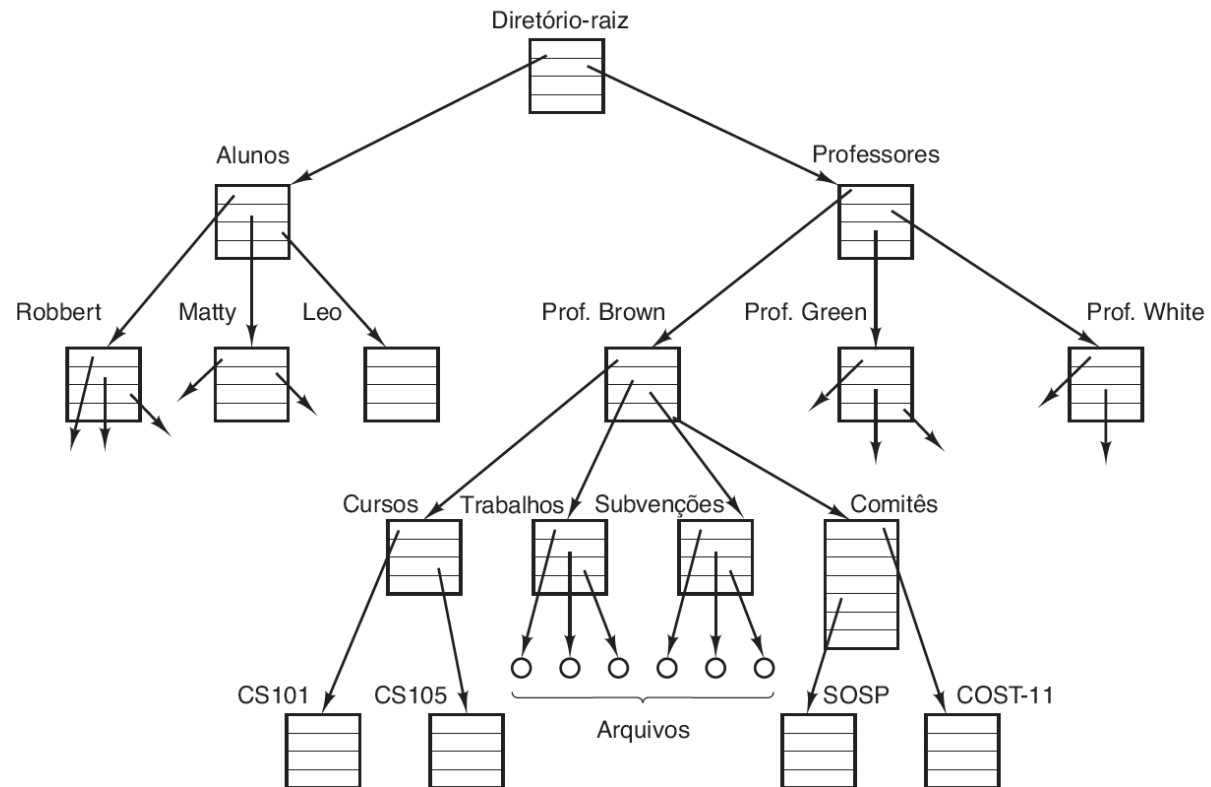 Diretório-raiz
Alunos
Professores
Robbert
Matty
Leo
Prof. Brown
Prof. Green
Prof. White
Cursos
Trabalhos
Subvenções
Comitês
CS101
CS105
SOSP
COST-11
Arquivos